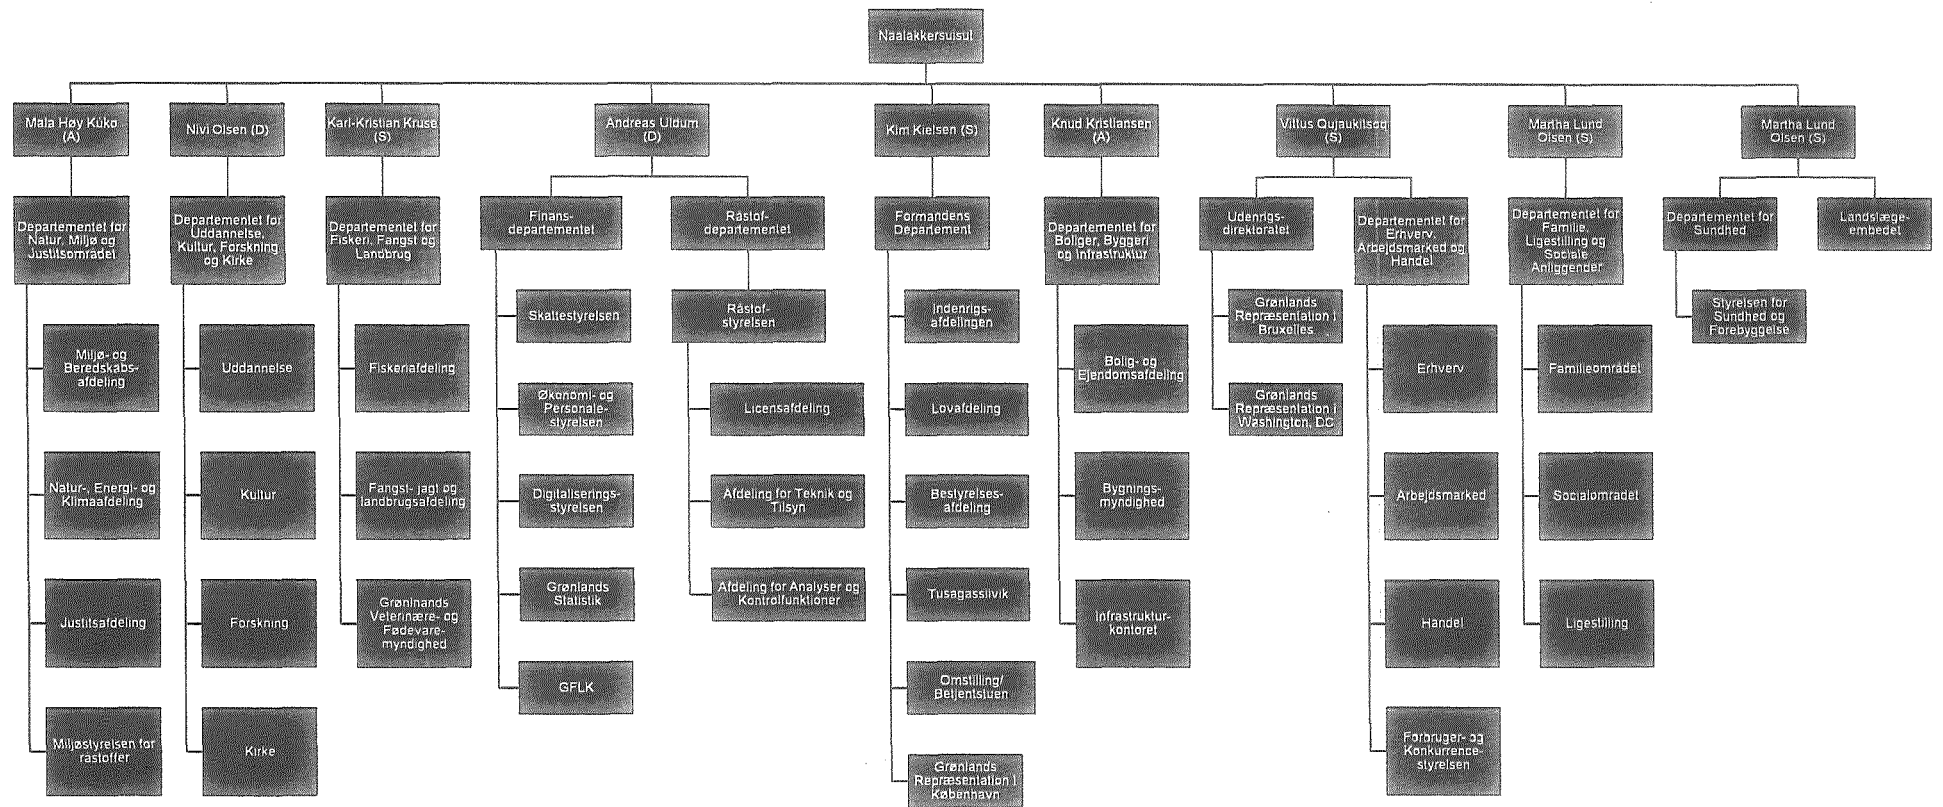 Naalakkersuisut
Mala Høy Kúko
(A)
Nivi Olsen (D)
Karl-Kristian Kruse
(S)
Andreas Uldum
(D)
Kim Kielsen (S)
Knud Kristiansen
(A)
Vittus Qujaukitsoq
(S)
Martha Lund
Olsen (S)
Martha Lund
Olsen (S)
Departementet for
Natur, Miljø og
Justitsområdet
Departementet for
Uddannelse,
Kultur, Forskning
og Kirke
Departementet for
Fiskeri, Fangst og
Landbrug
Finans-
departementet
Råstof-
departementet
Formandens
Departement
Departementet for
Boliger, Byggeri
og Infrastruktur
Udenrigs-
direktoratet
Departementet for
Erhverv,
Arbejdsmarked og
Handel
Departementet for
Familie,
Ligestilling og
Sociale
Anliggender
Departementet for
Sundhed
Landslæge-
embedet
Miljø- og
Beredskabs-
afdeling
Natur-, Energi- og
Klimaafdeling
Justitsafdeling
Miljøstyrelsen for
råstoffer
Uddannelse
Kultur
Forskning
Kirke
Fiskeriafdeling
Fangst- jagt og
landbrugsafdeling
Grønlnands
Veterinære- og
Fødevare-
myndighed
Skattestyrelsen
Økonomi- og
Personale-
styrelsen
Digitaliserings-
styrelsen
Grønlands
Statistik
GFLK
Råstof-
styrelsen
Licensafdeling
Afdeling for Teknik og
Tilsyn
Afdeling for Analyser og
Kontrolfunktioner
Indenrigs-
afdelingen
Lovafdeling
Bestyrelses-
afdeling
Tusagassiivik
Omstilling/
Betjentstuen
Grønlands
Repræsentation i
København
Bolig- og
Ejendomsafdeling
Bygnings-
myndighed
Infrastruktur-
kontoret
Grønlands
Repræsentation i
Bruxelles
Grønlands
Repræsentation i
Washington, DC
Erhverv
Arbejdsmarked
Handel
Forbruger- og
Konkurrence-
styrelsen
Familieområdet
Socialområdet
Ligestilling
Styrelsen for
Sundhed og
Forebyggelse